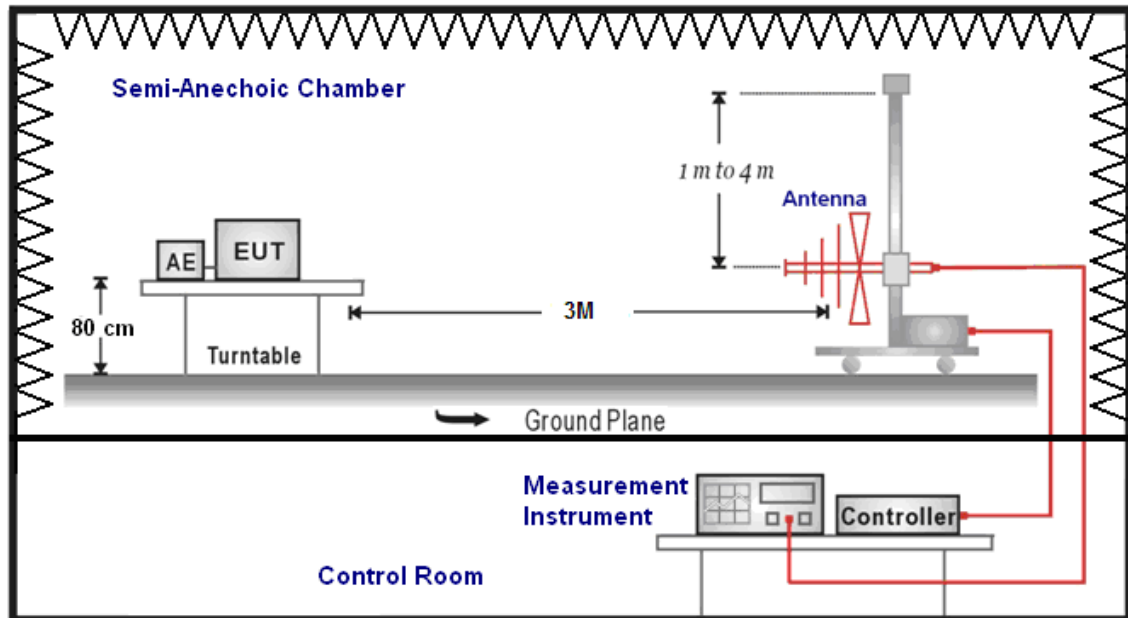 Semi-Anechoic Chamber
1 m to 4 m
Antenna
AE
EUT
80 cm
3M
Turntable
Ground Plane
Measurement
Instrument
Controller
Control Room